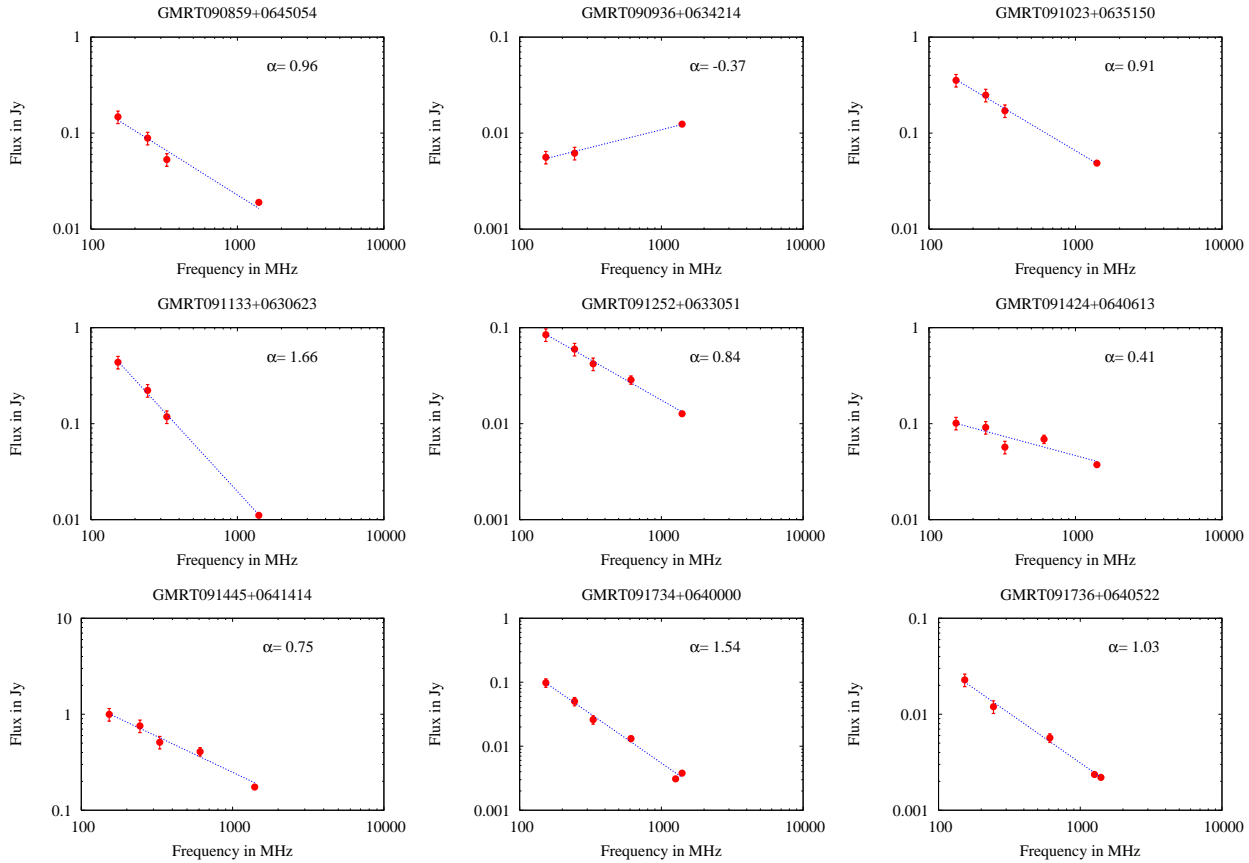 GMRT090859+0645054
GMRT090936+0634214
GMRT091023+0635150
1
0.1
0.01
Flux in Jy
α= 0.96
100
1000
10000
Frequency in MHz
0.1
0.01
0.001
Flux in Jy
α= -0.37
100
1000
10000
Frequency in MHz
1
0.1
0.01
Flux in Jy
α= 0.91
100
1000
10000
Frequency in MHz
GMRT091133+0630623
GMRT091252+0633051
GMRT091424+0640613
1
0.1
0.01
Flux in Jy
α= 1.66
100
1000
10000
Frequency in MHz
0.1
0.01
0.001
Flux in Jy
α= 0.84
100
1000
10000
Frequency in MHz
1
0.1
0.01
Flux in Jy
α= 0.41
100
1000
10000
Frequency in MHz
GMRT091445+0641414
GMRT091734+0640000
GMRT091736+0640522
10
1
0.1
Flux in Jy
α= 0.75
100
1000
10000
Frequency in MHz
1
0.1
0.01
0.001
Flux in Jy
α= 1.54
100
1000
10000
Frequency in MHz
0.1
0.01
0.001
Flux in Jy
α= 1.03
100
1000
10000
Frequency in MHz